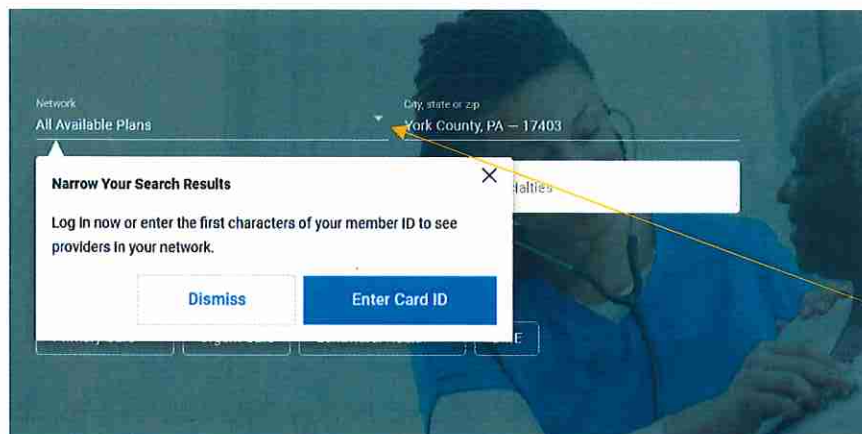 Network
City, state or zip
All Available Plans
York County, PA — 17403
Narrow Your Search Results
Log in now or enter the first characters of your member ID to see
providers in your network.
Dismiss
Enter Card ID